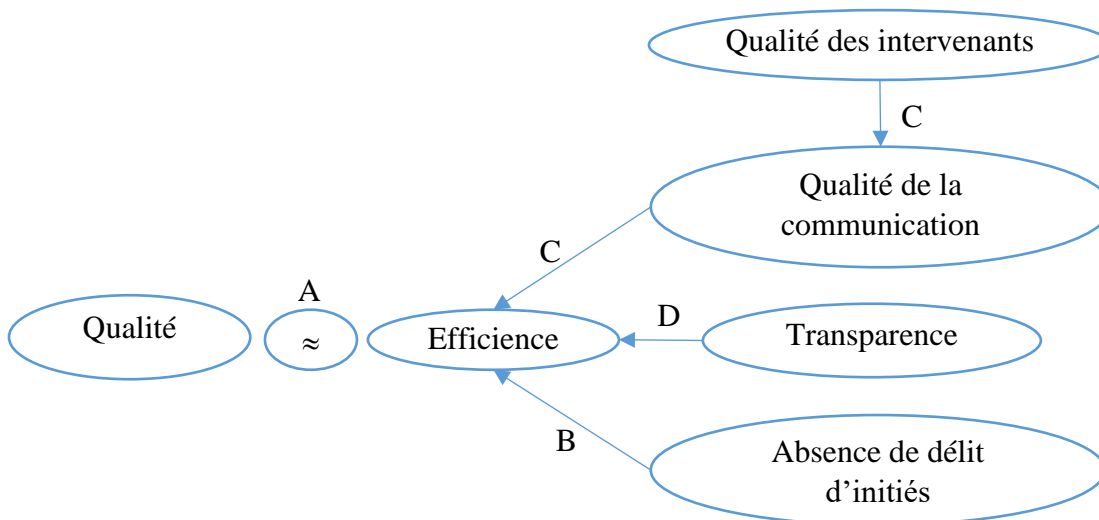 Qualité des intervenants
C
Qualité de la
communication
C
A
Qualité
≈
Efficience
D
Transparence
B
Absence de délit
d’initiés